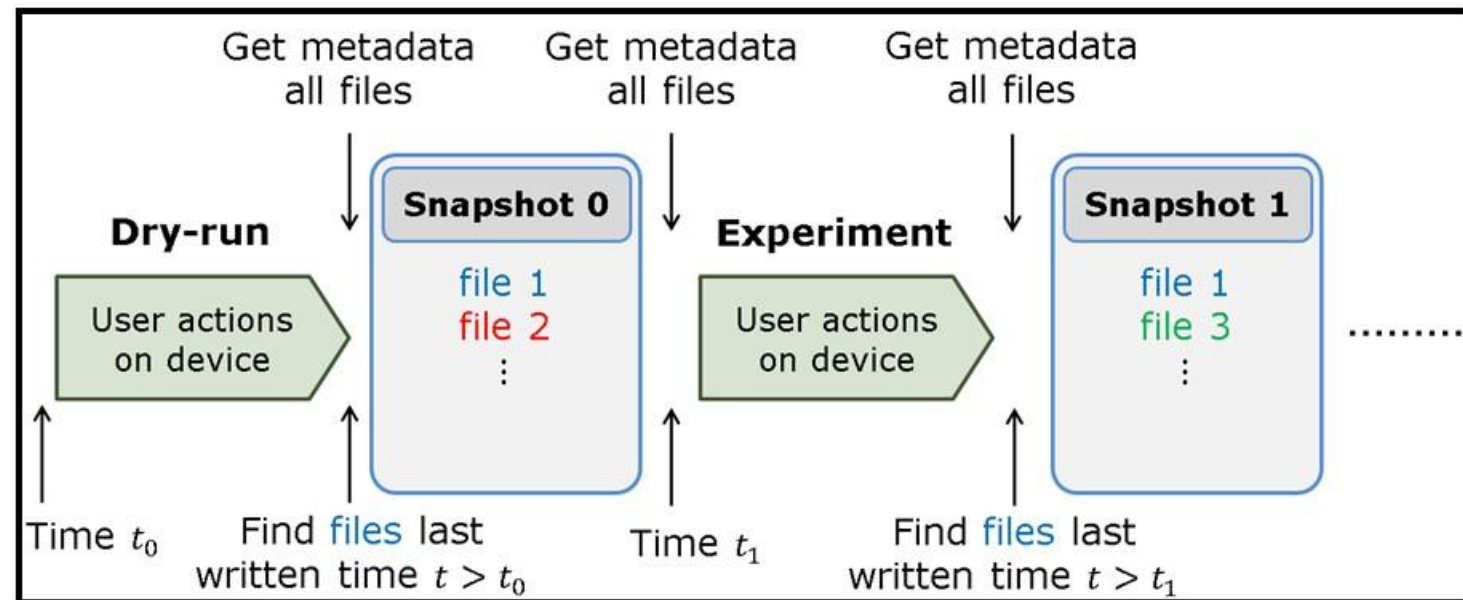 Get metadata
all files
Get metadata
all files
Get metadata
all files
Dry-run
User actions
on device
Snapshot 0
file 1
file 2
⋮
Experiment
User actions
on device
Snapshot 1
file 1
file 3
⋮
.........
Time t₀
Find files last
written time t > t₀
Time t₁
Find files last
written time t > t₁